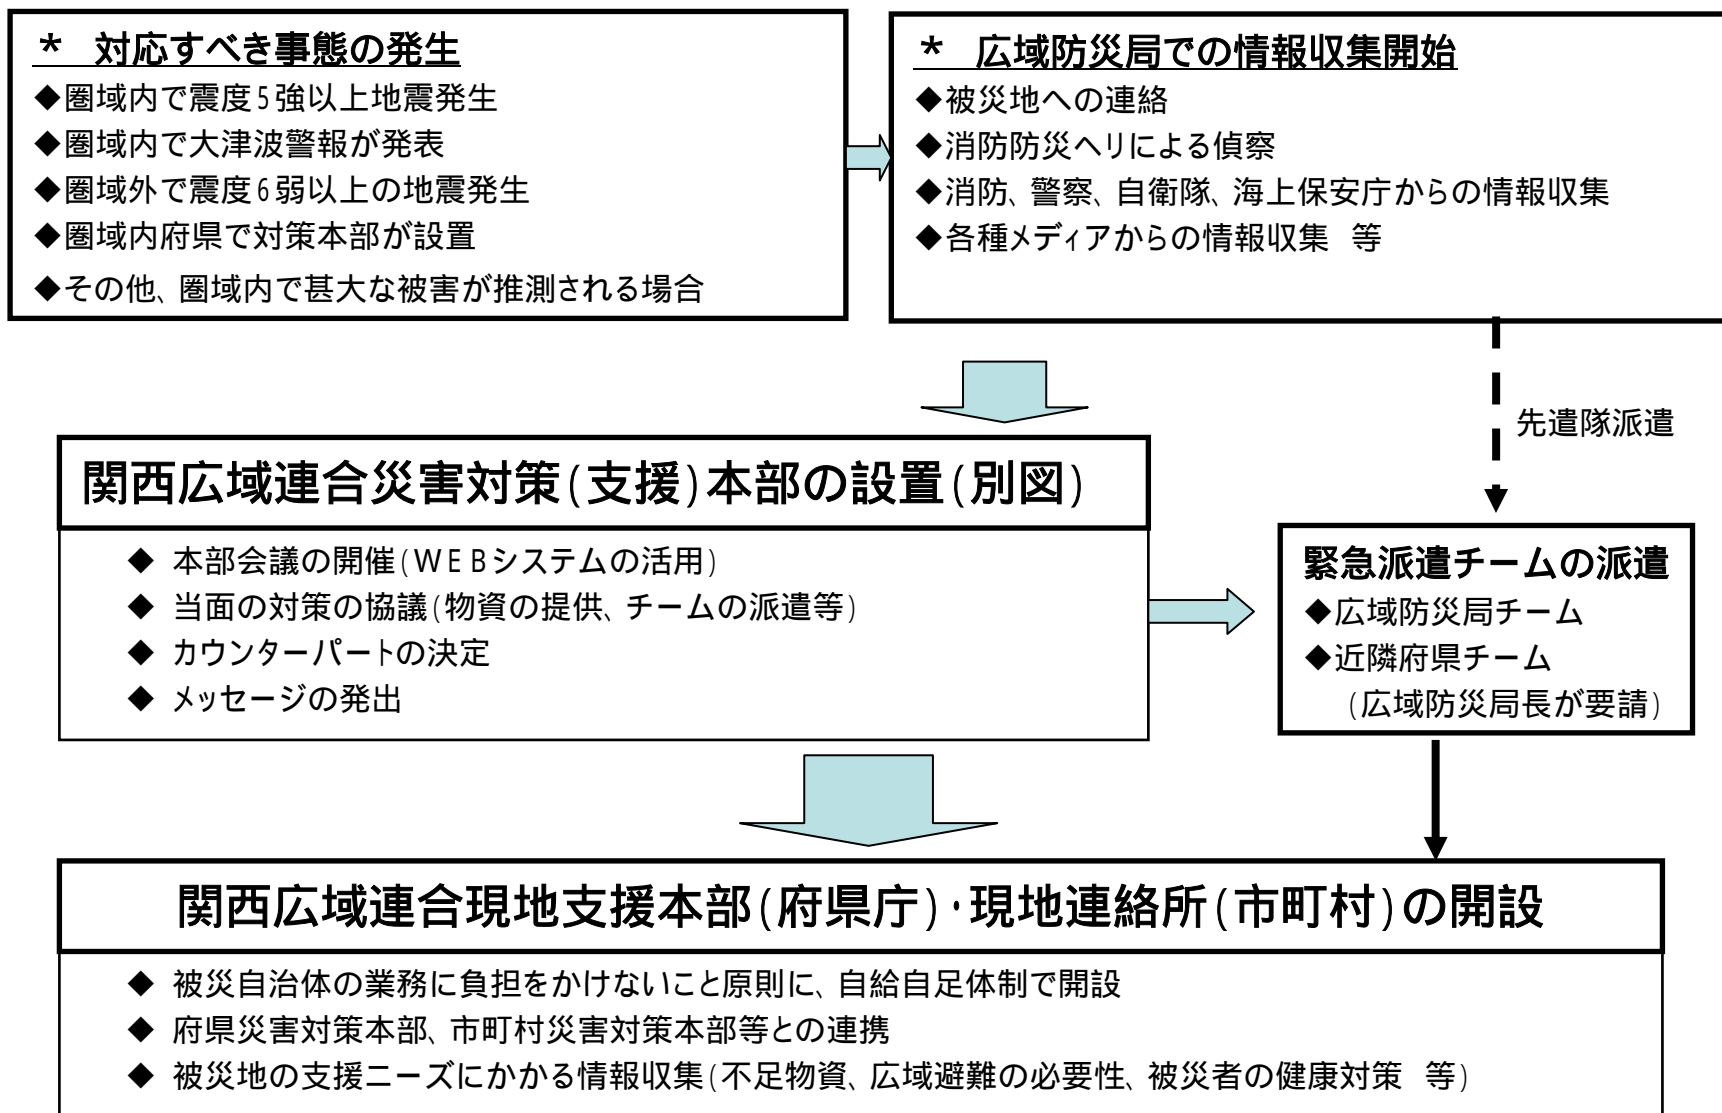 * 対応すべき事態の発生
◆圏域内で震度5強以上地震発生
◆圏域内で大津波警報が発表
◆圏域外で震度6弱以上の地震発生
◆圏域内府県で対策本部が設置
◆その他、圏域内で甚大な被害が推測される場合
* 広域防災局での情報収集開始
◆被災地への連絡
◆消防防災ヘリによる偵察
◆消防、警察、自衛隊、海上保安庁からの情報収集
◆各種メディアからの情報収集 等
先遣隊派遣
関西広域連合災害対策(支援)本部の設置(別図)
◆ 本部会議の開催(WEBシステムの活用)
◆ 当面の対策の協議(物資の提供、チームの派遣等)
◆ カウンターパートの決定
◆ メッセージの発出
緊急派遣チームの派遣
◆広域防災局チーム
◆近隣府県チーム
(広域防災局長が要請)
関西広域連合現地支援本部(府県庁)・現地連絡所(市町村)の開設
◆ 被災自治体の業務に負担をかけないこと原則に、自給自足体制で開設
◆ 府県災害対策本部、市町村災害対策本部等との連携
◆ 被災地の支援ニーズにかかる情報収集(不足物資、広域避難の必要性、被災者の健康対策 等)